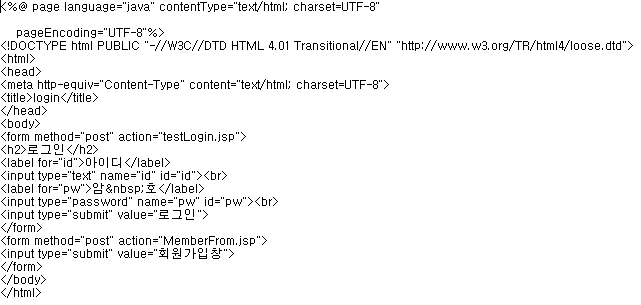 <%@ page language="java" contentType="text/html; charset=UTF-8"
pageEncoding="UTF-8"%>
<!DOCTYPE html PUBLIC "-//W3C//DTD HTML 4.01 Transitional//EN" "http://www.w3.org/TR/html4/loose.dtd">
<html>
<head>
<meta http-equiv="Content-Type" content="text/html; charset=UTF-8">
<title>login</title>
</head>
<body>
<form method="post" action="testLogin.jsp">
<h2>로그인</h2>
<label for="id">아이디</label>
<input type="text" name="id" id="id"><br>
<label for="pw">암&nbsp;호</label>
<input type="password" name="pw" id="pw"><br>
<input type="submit" value="로그인">
</form>
<form method="post" action="MemberFrom.jsp">
<input type="submit" value="회원가입창">
</form>
</body>
</html>